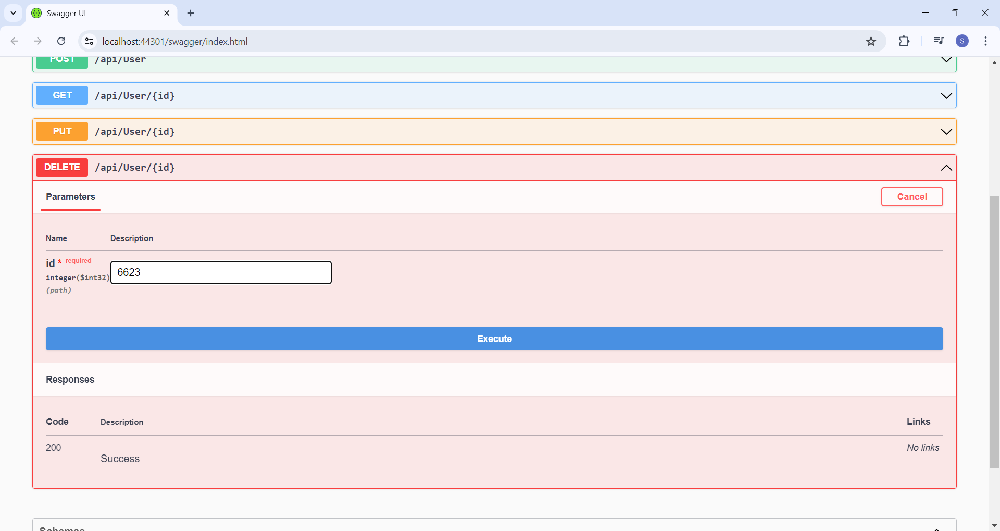 Swagger UI
localhost:44301/swagger/index.html
S
POST /api/User
GET /api/User/{id}
PUT /api/User/{id}
DELETE /api/User/{id}
Parameters
Cancel
Name Description
id * required
integer($int32)
(path)
6623
Execute
Responses
Code Description Links
200 Success No links
Schemas